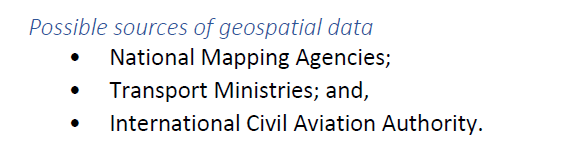 Possible sources of geospatial data
• National Mapping Agencies;
• Transport Ministries; and,
• International Civil Aviation Authority.